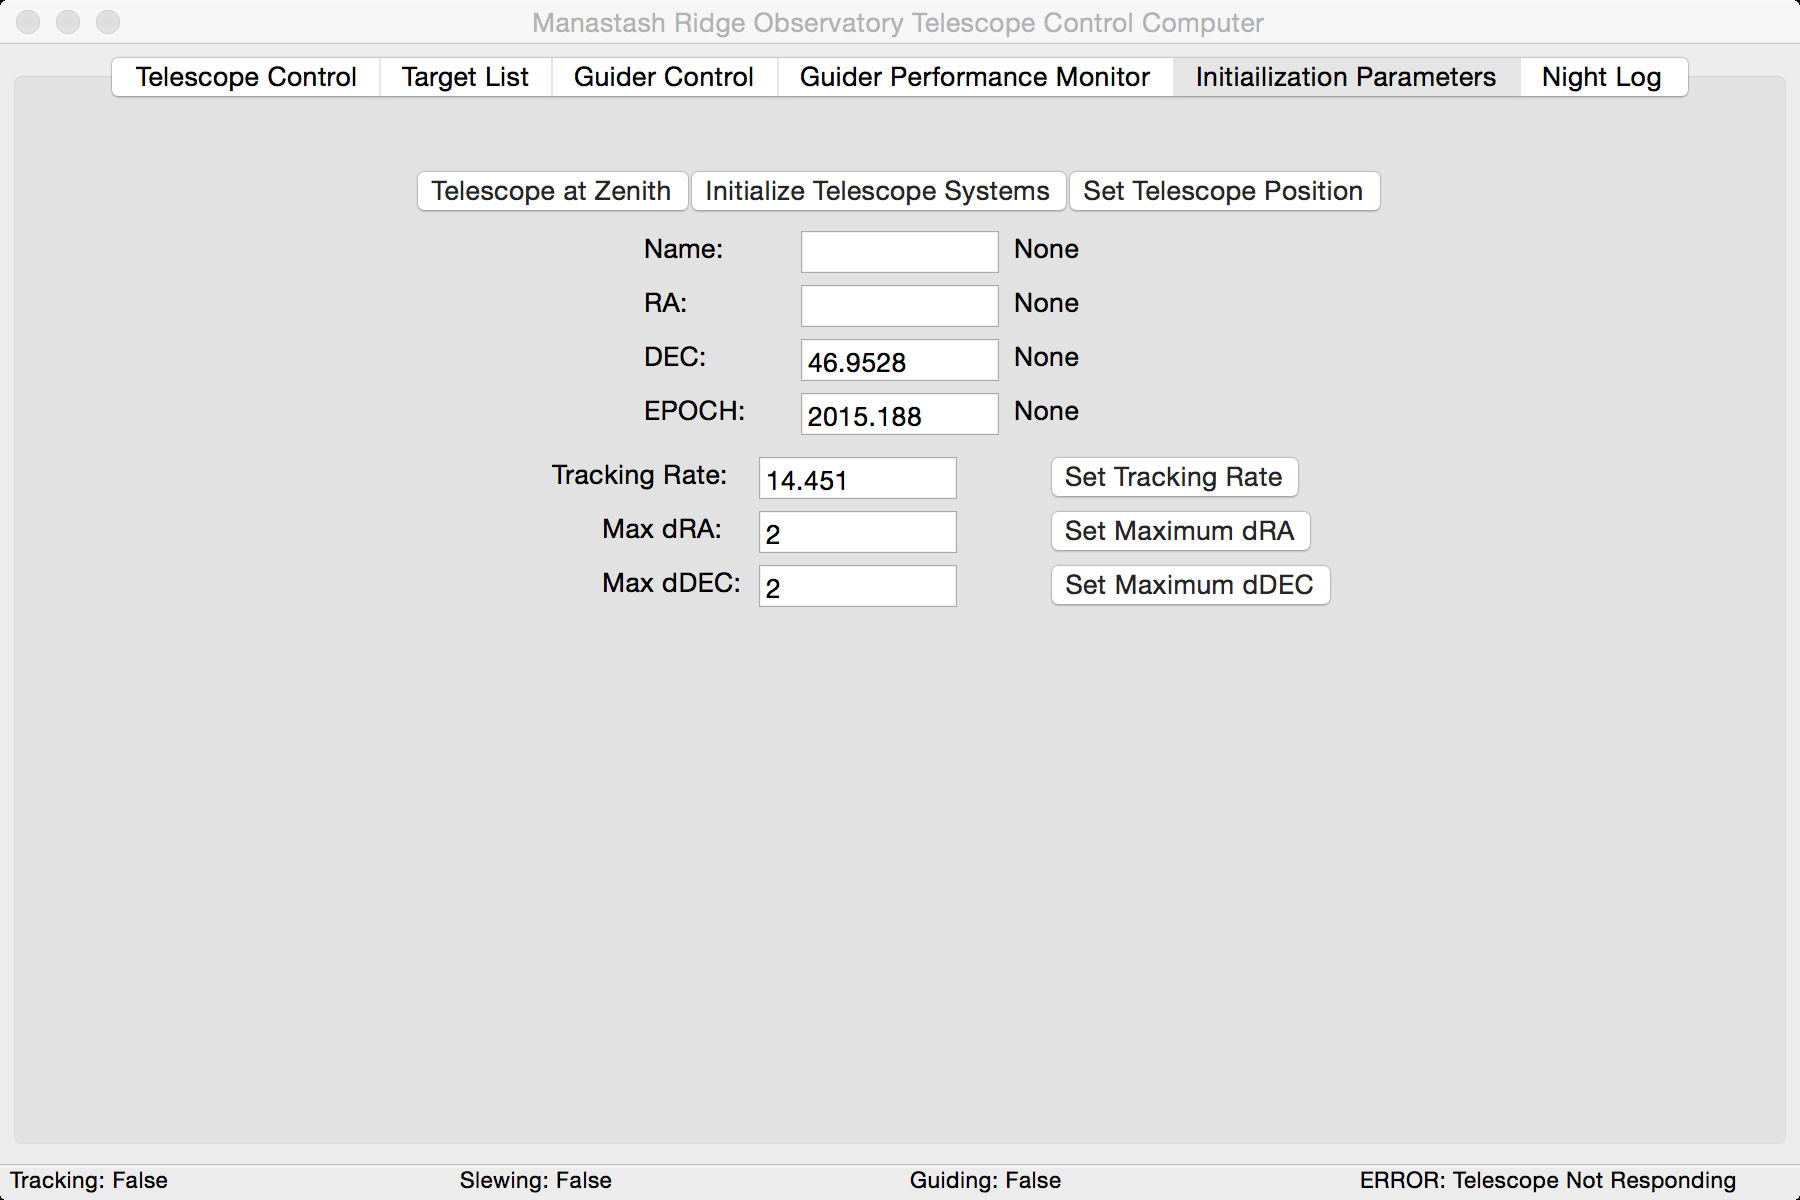 Manastash Ridge Observatory Telescope Control Computer
Telescope Control Target List Guider Control Guider Performance Monitor Initiailization Parameters Night Log
Telescope at Zenith Initialize Telescope Systems Set Telescope Position
Name: None
RA: None
DEC: 46.9528 None
EPOCH: 2015.188 None
Tracking Rate: 14.451 Set Tracking Rate
Max dRA: 2 Set Maximum dRA
Max dDEC: 2 Set Maximum dDEC
Tracking: False Slewing: False Guiding: False ERROR: Telescope Not Responding